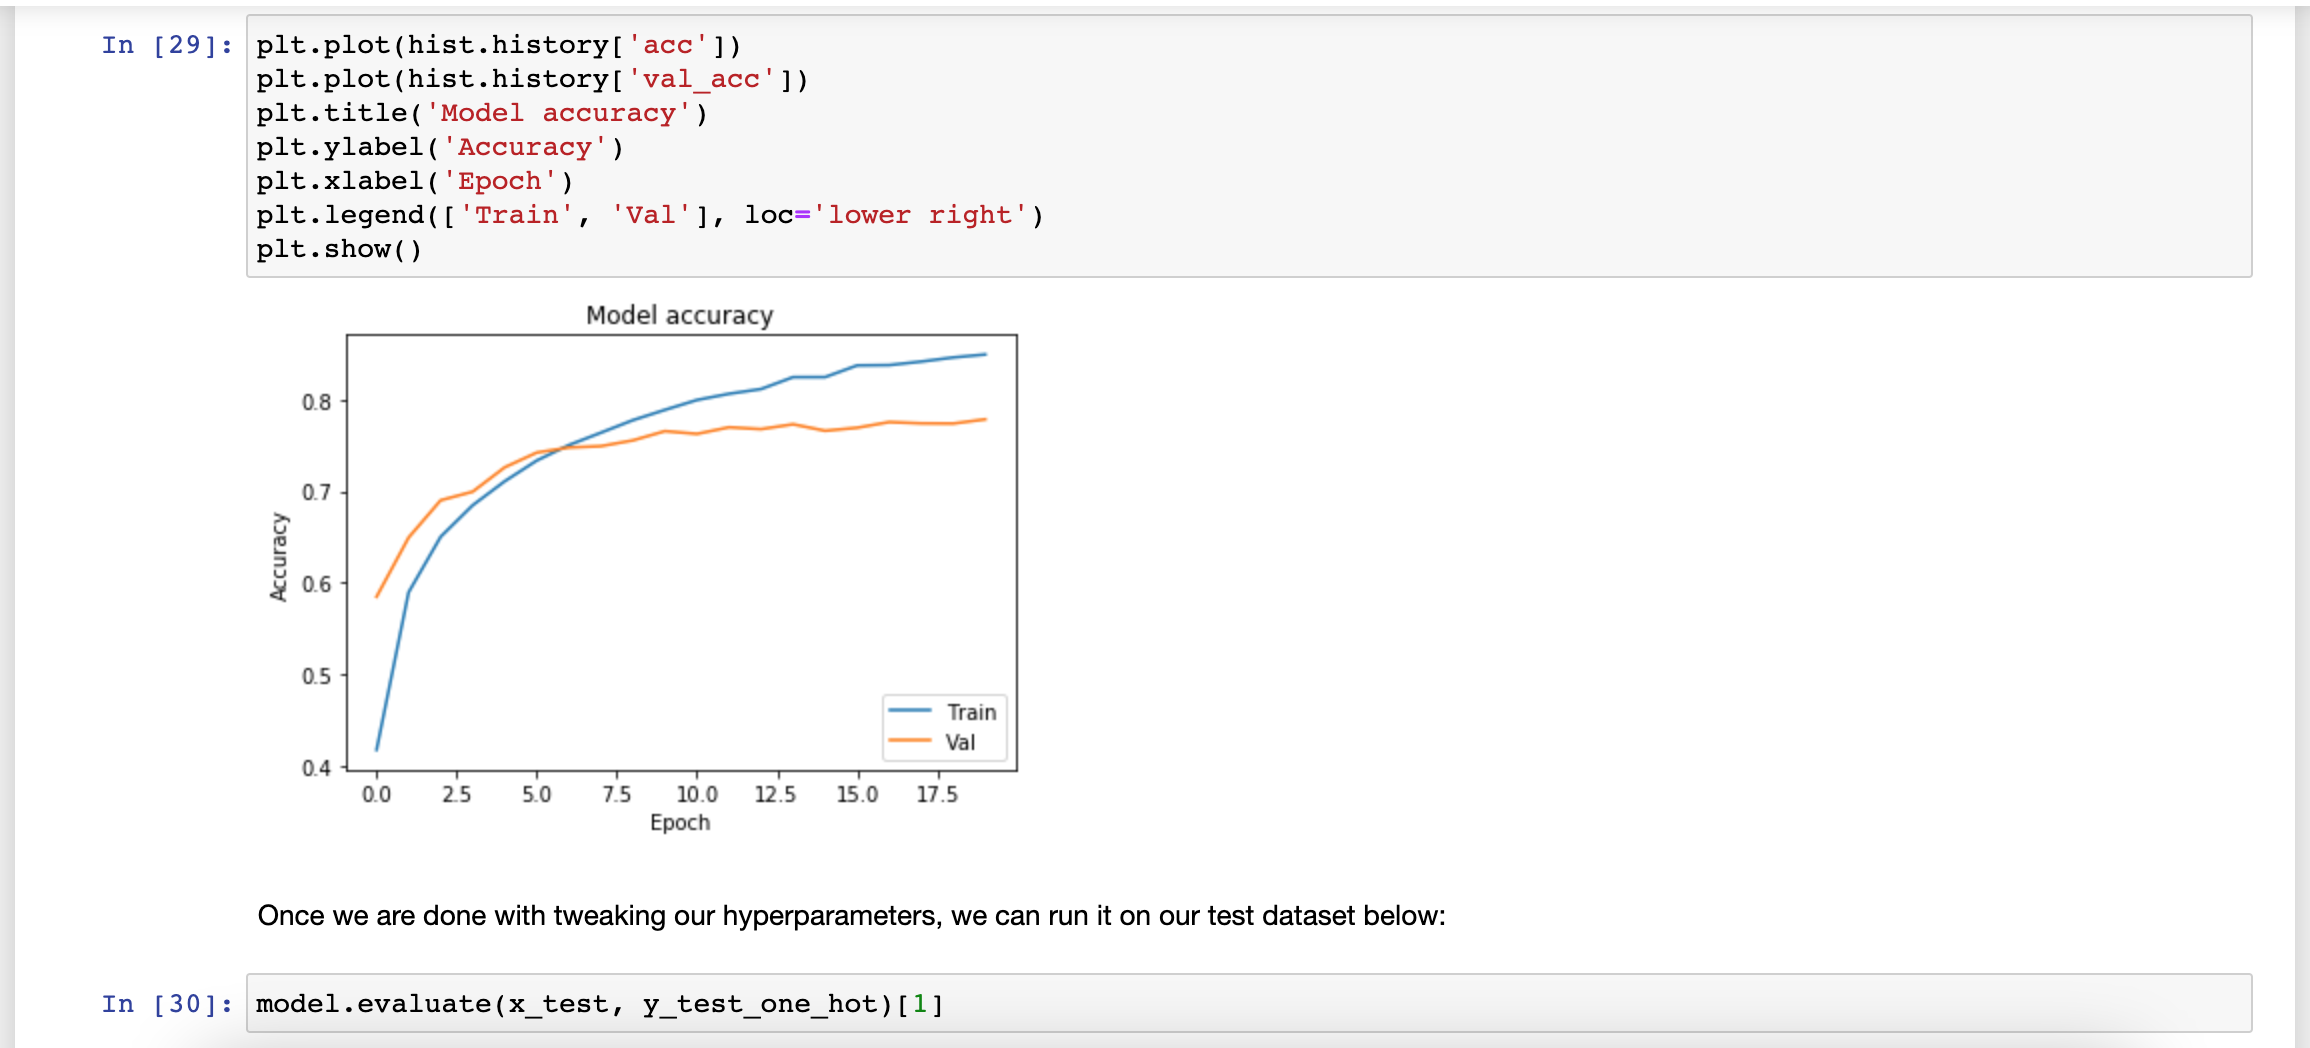 In [29]: plt.plot(hist.history['acc'])
plt.plot(hist.history['val_acc'])
plt.title('Model accuracy')
plt.ylabel('Accuracy')
plt.xlabel('Epoch')
plt.legend(['Train', 'Val'], loc='lower right')
plt.show()
Model accuracy
0.8
0.7
0.6
0.5
0.4
Accuracy
Train
Val
0.0 2.5 5.0 7.5 10.0 12.5 15.0 17.5
Epoch
Once we are done with tweaking our hyperparameters, we can run it on our test dataset below:
In [30]: model.evaluate(x_test, y_test_one_hot)[1]